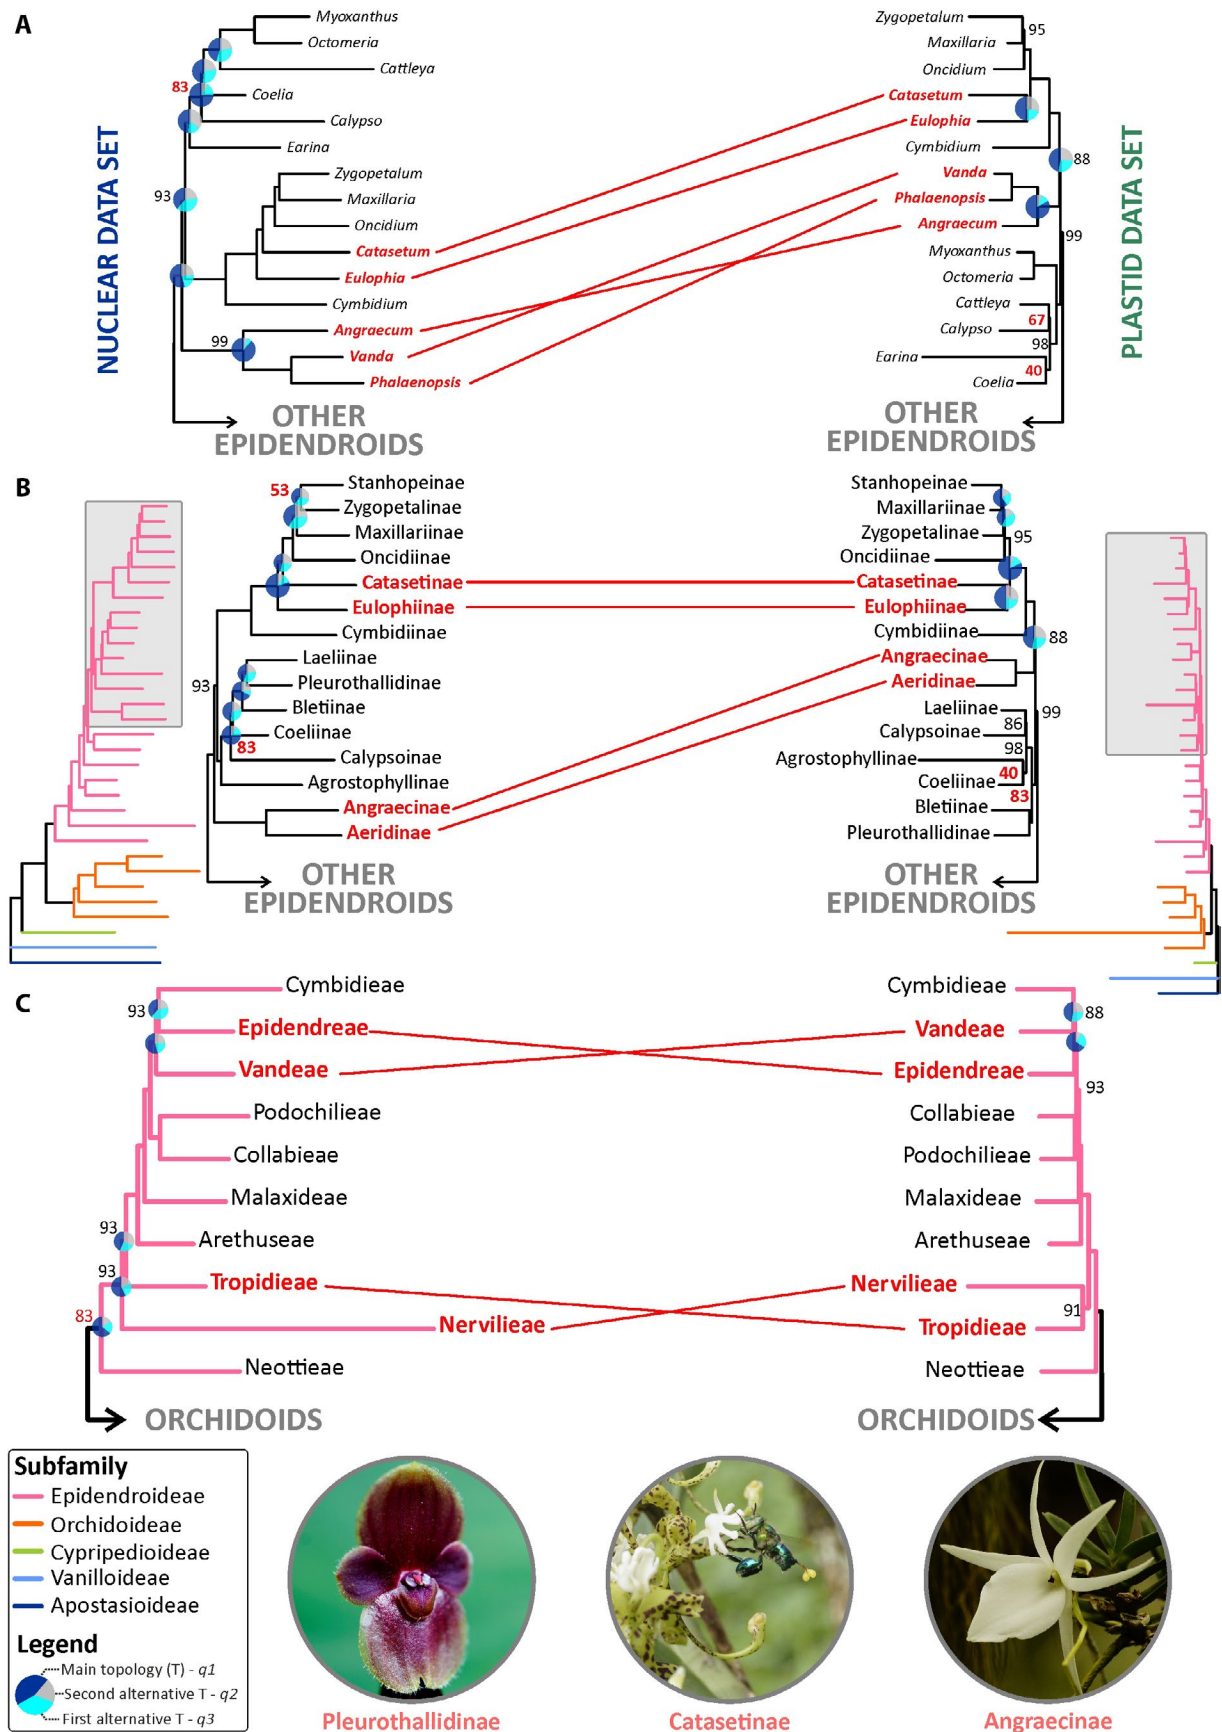 A
NUCLEAR DATA SET
Myoxanthus
Octomeria
Cattleya
83
Coelia
Calypso
Earina
93
Zygopetalum
Maxillaria
Oncidium
Catasetum
Eulophia
Cymbidium
Angraecum
99
Vanda
Phalaenopsis
OTHER
EPIDENDROIDS
Zygopetalum
95
Maxillaria
Oncidium
Catasetum
Eulophia
Cymbidium
88
Vanda
Phalaenopsis
Angraecum
99
Myoxanthus
Octomeria
Cattleya
67
Calypso
98
Earina
40
Coelia
OTHER
EPIDENDROIDS
PLASTID DATA SET
B
Stanhopeinae
53
Zygopetalinae
Maxillariinae
Oncidiinae
Catasetinae
Eulophiinae
Cymbidiinae
Laeliinae
93
Pleurothallidinae
Bletiinae
Coeliinae
83
Calypsoinae
Agrostophyllinae
Angraecinae
Aeridinae
OTHER
EPIDENDROIDS
Stanhopeinae
Maxillariinae
Zygopetalinae
95
Oncidiinae
Catasetinae
Eulophiinae
Cymbidiinae
88
Angraecinae
Aeridinae
Laeliinae
99
86
Calypsoinae
98
Agrostophyllinae
40
Coeliinae
83
Bletiinae
Pleurothallidinae
OTHER
EPIDENDROIDS
C
Cymbidieae
93
Epidendreae
Vandeae
Podochilieae
Collabieae
Malaxideae
93
Arethuseae
93
Tropidieae
83
Nervilieae
Neottieae
ORCHIDOIDS
Cymbidieae
88
Vandeae
Epidendreae
93
Collabieae
Podochilieae
Malaxideae
Arethuseae
Nervilieae
91
Tropidieae
Neottieae
ORCHIDOIDS
Subfamily
Epidendroideae
Orchidoideae
Cypripedioideae
Vanilloideae
Apostasioideae
Legend
Main topology (T) - q1
Second alternative T - q2
First alternative T - q3
Pleurothallidinae
Catasetinae
Angraecinae